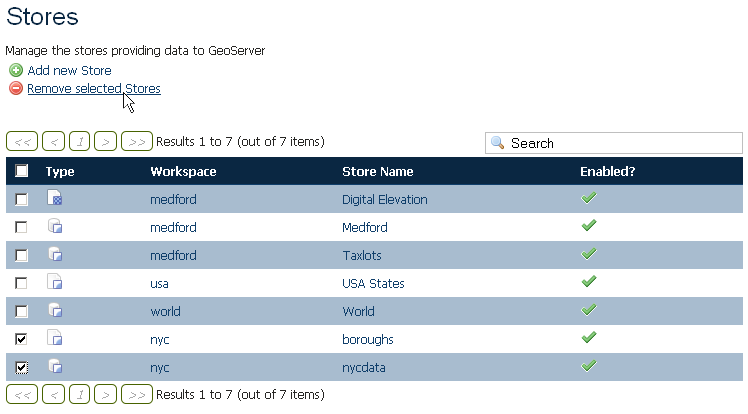 Stores
Manage the stores providing data to GeoServer
Add new Store
Remove selected Stores
<< < 1 > >> Results 1 to 7 (out of 7 items) Search
Type Workspace Store Name Enabled?
medford Digital Elevation
medford Medford
medford Taxlots
usa USA States
world World
nyc boroughs
nyc nycdata
<< < 1 > >> Results 1 to 7 (out of 7 items)